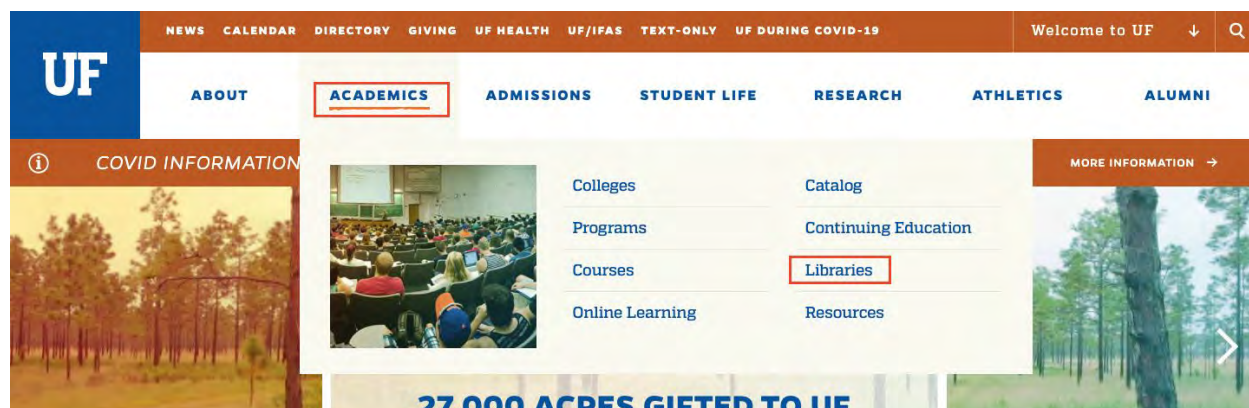 NEWS CALENDAR DIRECTORY GIVING UF HEALTH UF/IFAS TEXT-ONLY UF DURING COVID-19 Welcome to UF
UF
ABOUT ACADEMICS ADMISSIONS STUDENT LIFE RESEARCH ATHLETICS ALUMNI
COVID INFORMATION MORE INFORMATION →
Colleges Catalog
Programs Continuing Education
Courses Libraries
Online Learning Resources
27,000 ACRES GIFTED TO UF